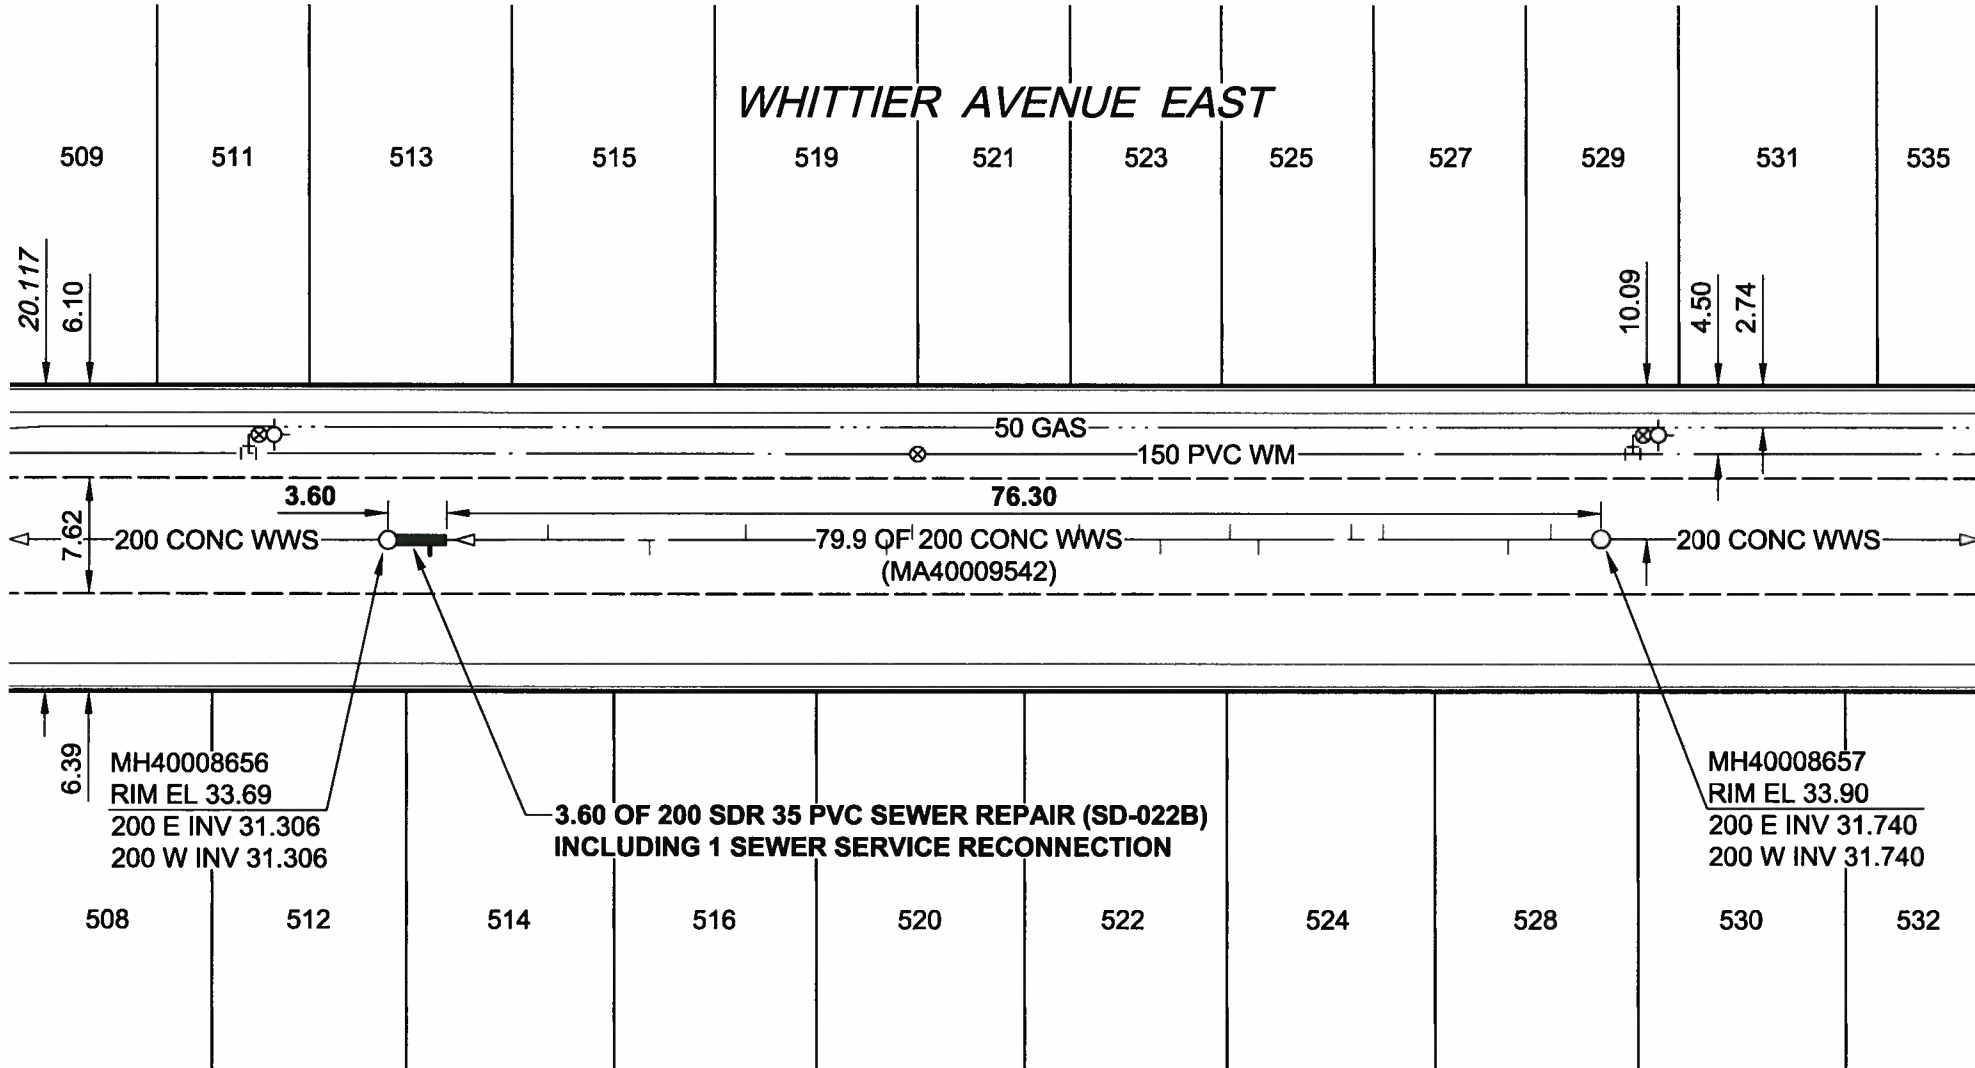 WHITTIER AVENUE EAST
509 511 513 515 519 521 523 525 527 529 531 535
20.117
6.10
10.09
4.50
2.74
50 GAS
150 PVC WM
3.60
76.30
7.62
200 CONC WWS
79.9 OF 200 CONC WWS
(MA40009542)
200 CONC WWS
6.39
MH40008656
RIM EL 33.69
200 E INV 31.306
200 W INV 31.306
3.60 OF 200 SDR 35 PVC SEWER REPAIR (SD-022B)
INCLUDING 1 SEWER SERVICE RECONNECTION
MH40008657
RIM EL 33.90
200 E INV 31.740
200 W INV 31.740
508 512 514 516 520 522 524 528 530 532